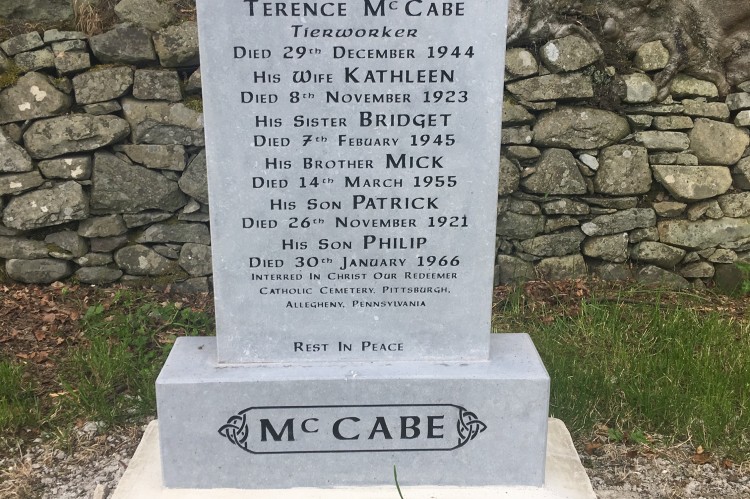 Terence McCabe
Tierworker
Died 29th December 1944
His Wife Kathleen
Died 8th November 1923
His Sister Bridget
Died 7th Febuary 1945
His Brother Mick
Died 14th March 1955
His Son Patrick
Died 26th November 1921
His Son Philip
Died 30th January 1966
Interred In Christ Our Redeemer
Catholic Cemetery, Pittsburgh,
Allegheny, Pennsylvania
Rest In Peace
McCabe